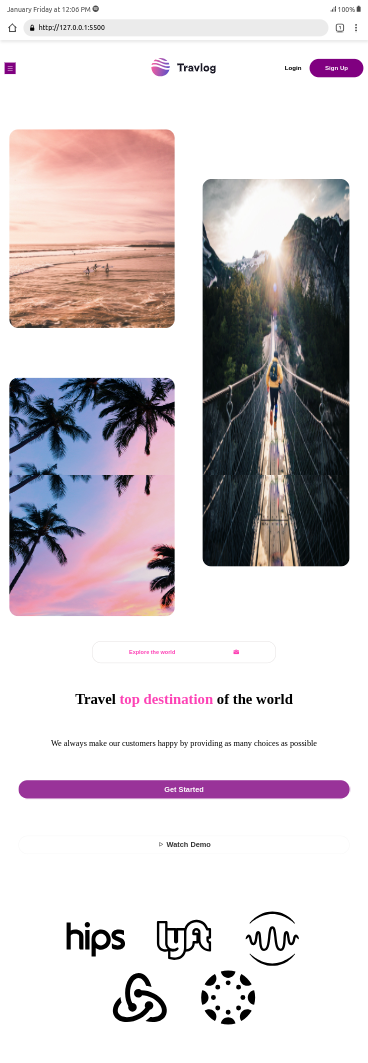 January Friday at 12:06 PM
100%
http://127.0.0.1:5500
1
Travlog
Login
Sign Up
Explore the world
Travel top destination of the world
We always make our customers happy by providing as many choices as possible
Get Started
Watch Demo
hips
lyft